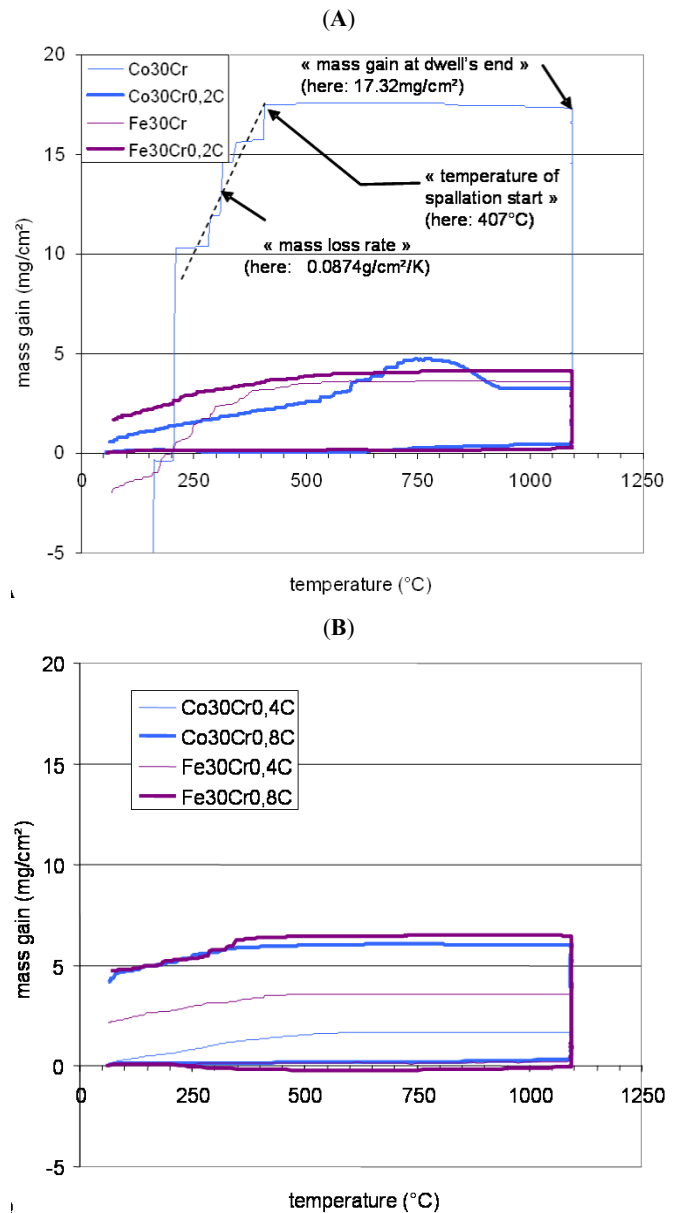 (A)
20
15
10
5
0
-5
mass gain (mg/cm²)
Co30Cr
Co30Cr0,2C
Fe30Cr
Fe30Cr0,2C
« mass gain at dwell's end »
(here: 17.32mg/cm²)
« temperature of
spallation start »
(here: 407°C)
« mass loss rate »
(here: 0.0874g/cm²/K)
0 250 500 750 1000 1250
temperature (°C)
(B)
20
15
10
5
0
-5
mass gain (mg/cm²)
Co30Cr0,4C
Co30Cr0,8C
Fe30Cr0,4C
Fe30Cr0,8C
0 250 500 750 1000 1250
temperature (°C)